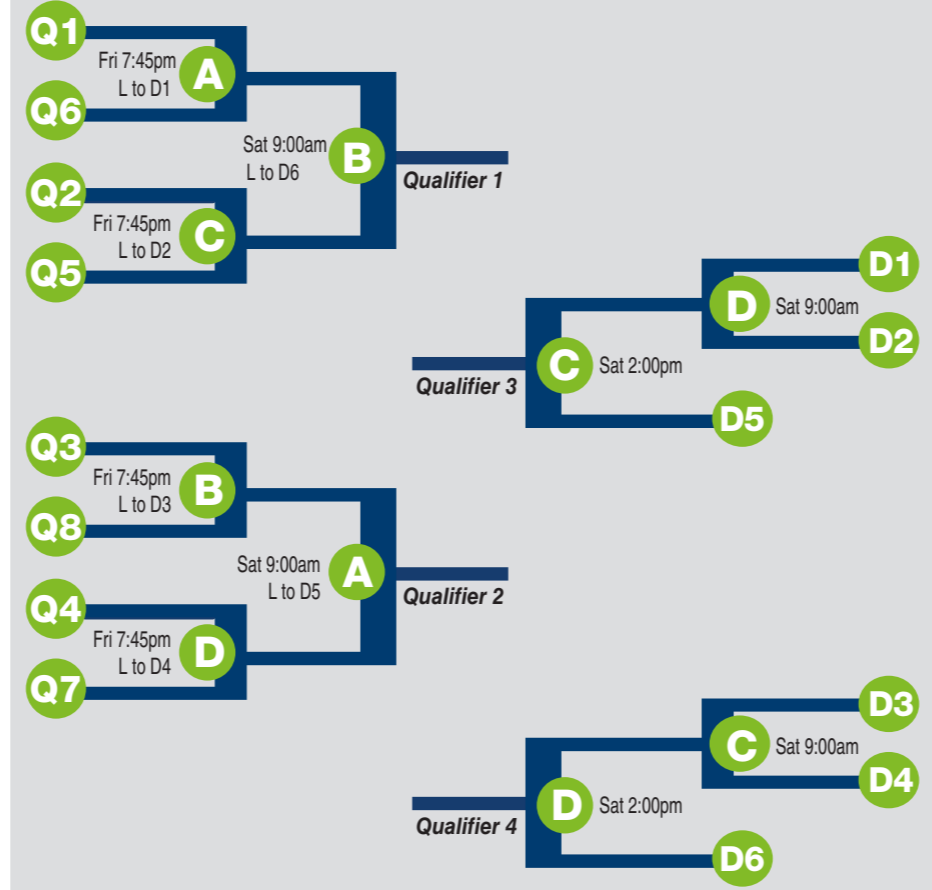 Q1
Fri 7:45pm
L to D1
A
Q6
Sat 9:00am
L to D6
B
Qualifier 1
Q2
Fri 7:45pm
L to D2
C
Q5
D1
D
Sat 9:00am
D2
C
Sat 2:00pm
Qualifier 3
D5
Q3
Fri 7:45pm
L to D3
B
Q8
Sat 9:00am
L to D5
A
Qualifier 2
Q4
Fri 7:45pm
L to D4
D
Q7
D3
C
Sat 9:00am
D4
D
Sat 2:00pm
Qualifier 4
D6